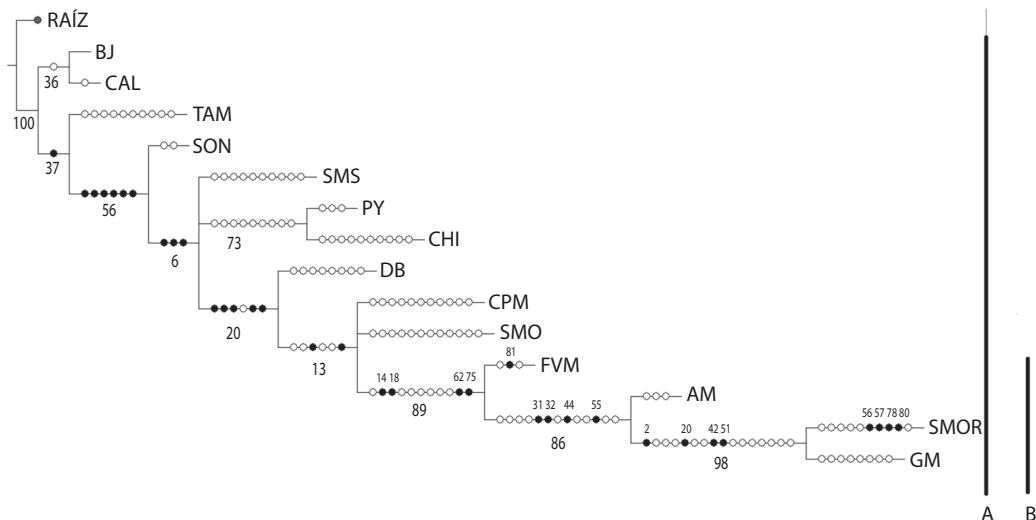 RAÍZ
BJ
36
CAL
100
TAM
37
SON
56
SMS
PY
73
CHI
6
DB
20
CPM
SMO
13
81
FVM
14 18 62 75
89
AM
31 32 44 55
86
56 57 78 80
SMOR
2 20 42 51
98
GM
A B